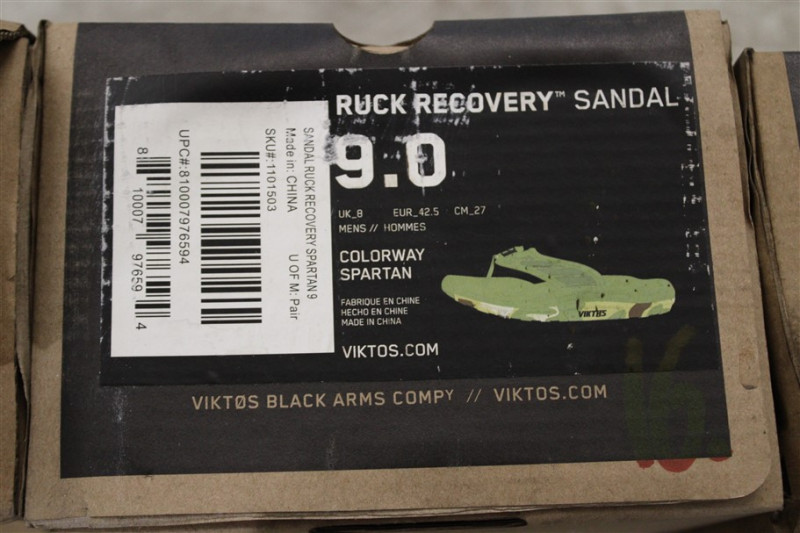 RUCK RECOVERY™ SANDAL
9.0
UK_8 EUR_42.5 CM_27
MENS // HOMMES
COLORWAY
SPARTAN
FABRIQUE EN CHINE
HECHO EN CHINE
MADE IN CHINA
VIKTOS.COM
VIKTØS
SANDAL RUCK RECOVERY SPARTAN 9
Made in: CHINA
U OF M: Pair
SKU#:1101503
UPC#:810007976594
8 10007 97659 4
VIKTØS BLACK ARMS COMPY // VIKTOS.COM